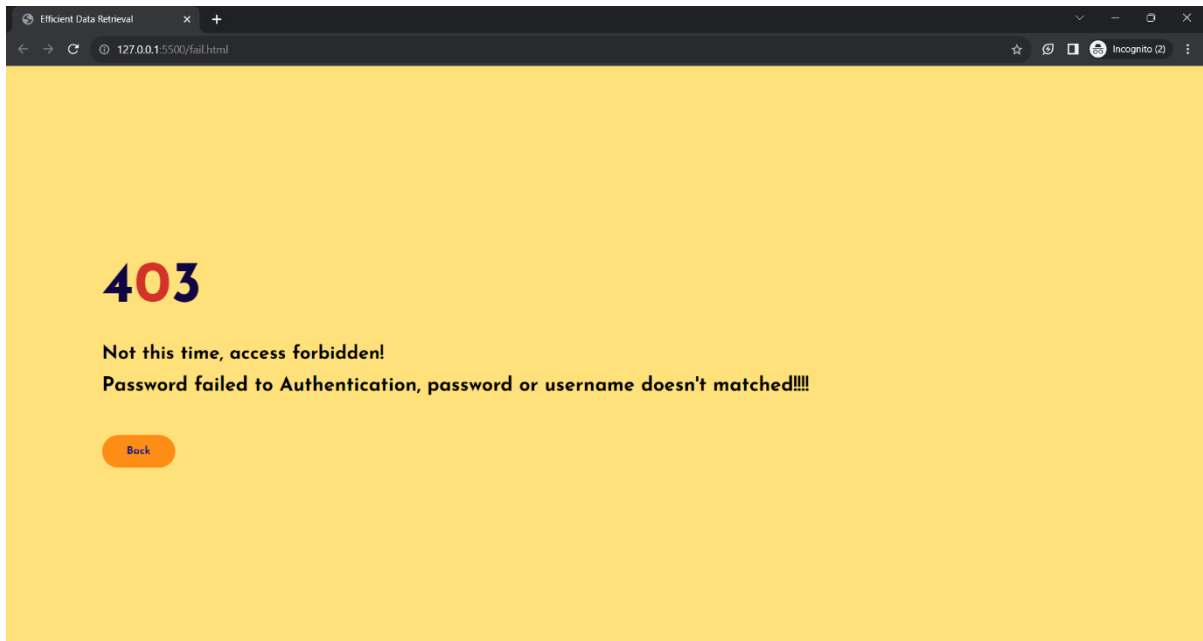 Efficient Data Retrieval
127.0.0.1:5500/fail.html
Incognito (2)
403
Not this time, access forbidden!
Password failed to Authentication, password or username doesn't matched!!!!
Back